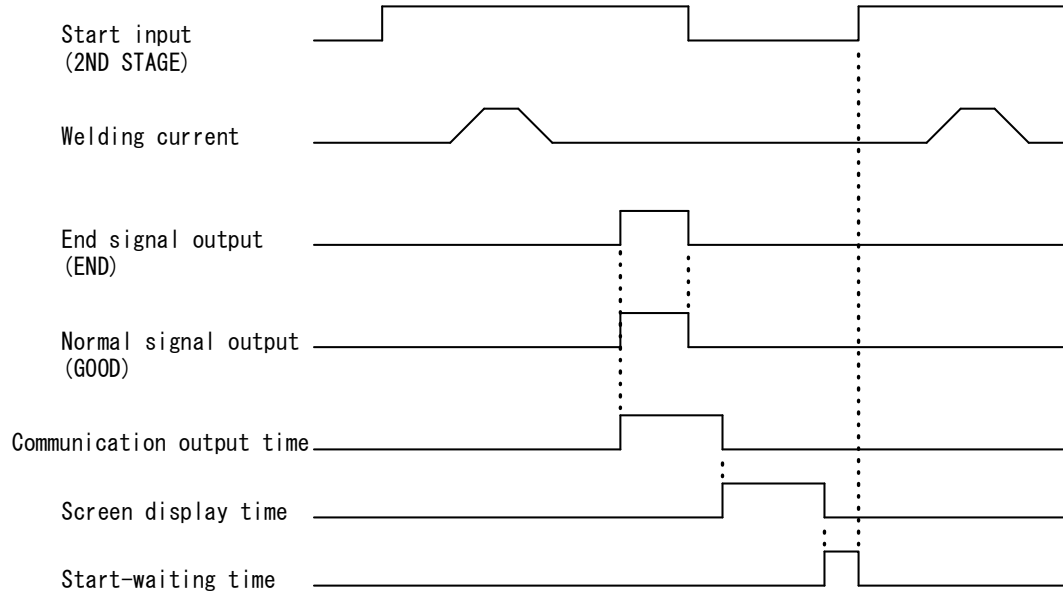 Start input
(2ND STAGE)
Welding current
End signal output
(END)
Normal signal output
(GOOD)
Communication output time
Screen display time
Start-waiting time